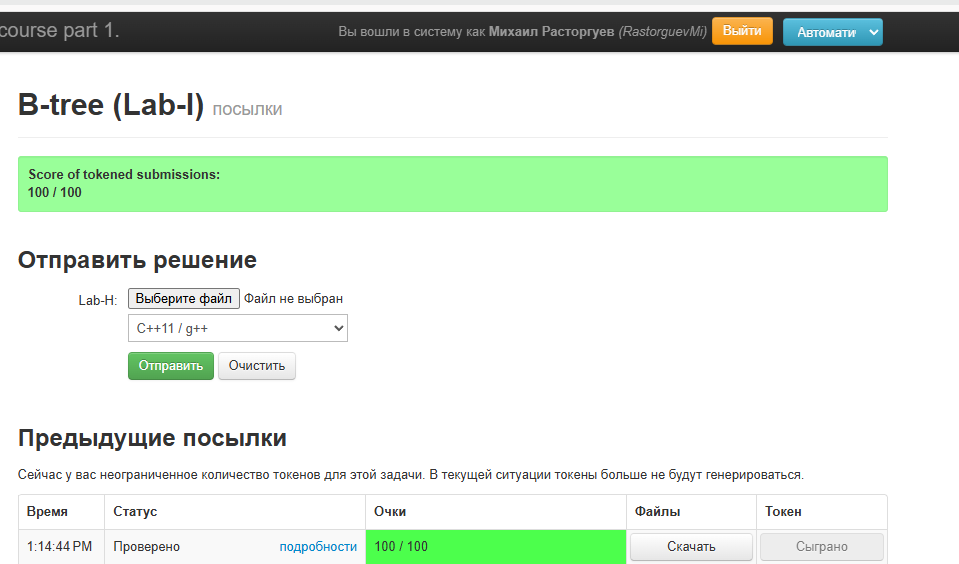 course part 1.
Вы вошли в систему как Михаил Расторгуев (RastorguevMi) Выйти Автомати
B-tree (Lab-I) посылки
Score of tokened submissions:
100 / 100
Отправить решение
Lab-H: Выберите файл Файл не выбран
C++11 / g++
Отправить Очистить
Предыдущие посылки
Сейчас у вас неограниченное количество токенов для этой задачи. В текущей ситуации токены больше не будут генерироваться.
Время Статус Очки Файлы Токен
1:14:44 PM Проверено подробности 100 / 100 Скачать Сыграно